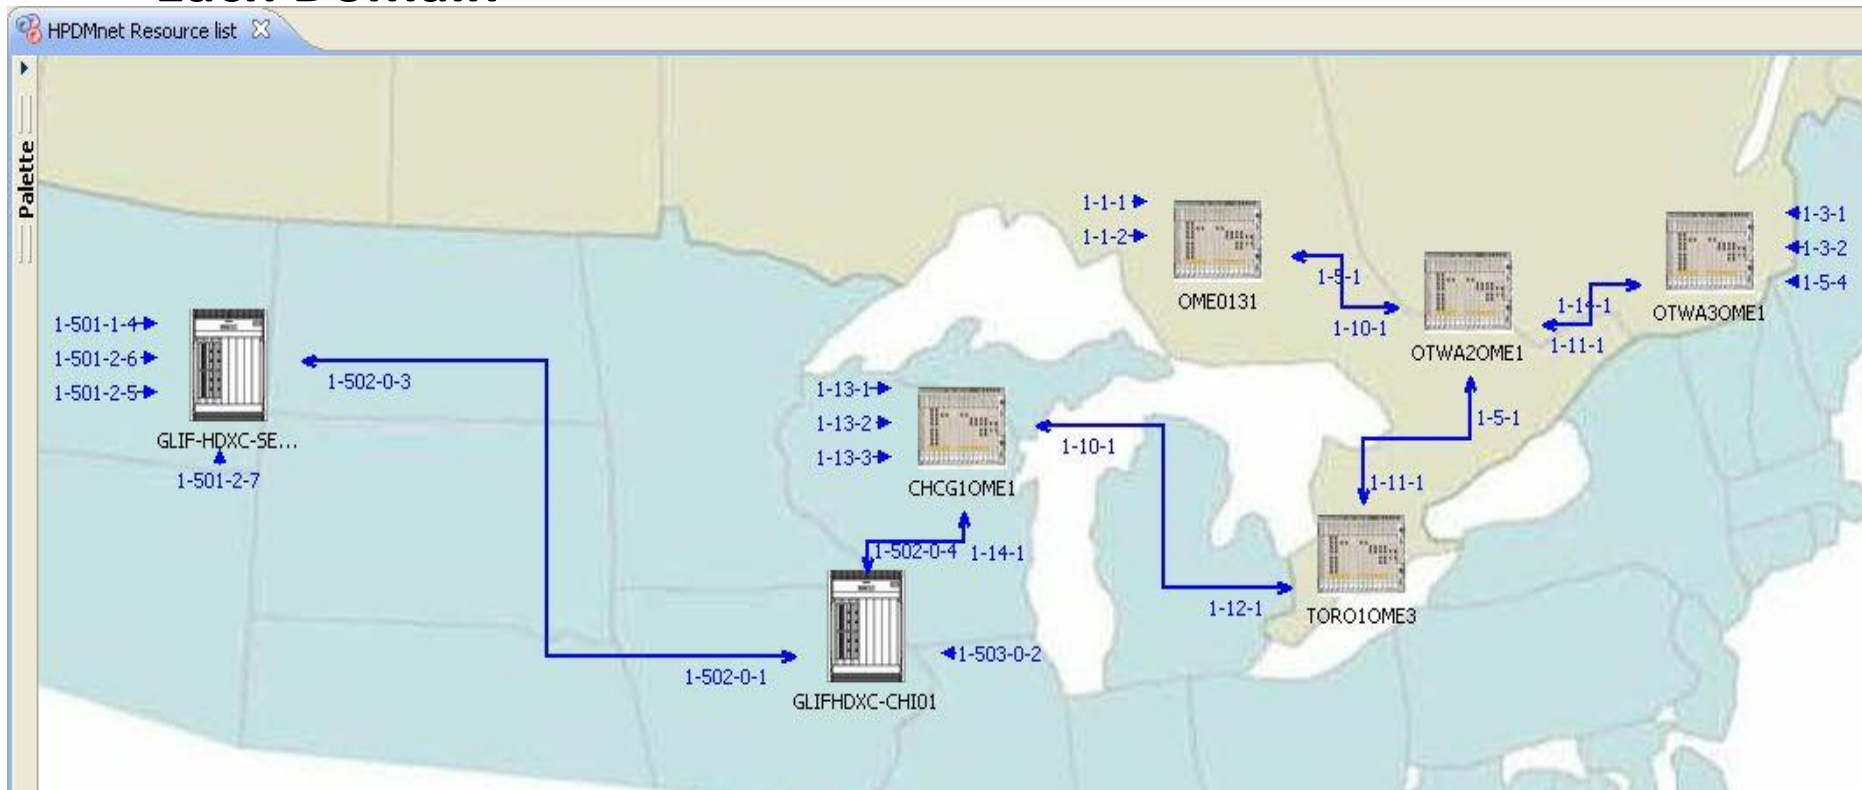 Each Domain
HPDMnet Resource list
Palette
1-1-1
1-1-2
OME0131
1-5-1
1-10-1
OTWA2OME1
1-14-1
1-11-1
OTWA3OME1
1-3-1
1-3-2
1-5-4
1-501-1-4
1-501-2-6
1-501-2-5
GLIF-HDXC-SE...
1-501-2-7
1-502-0-3
1-13-1
1-13-2
1-13-3
CHCG1OME1
1-10-1
1-5-1
1-11-1
1-502-0-4
1-14-1
1-12-1
TORO1OME3
1-502-0-1
1-503-0-2
GLIFHDXC-CHI01